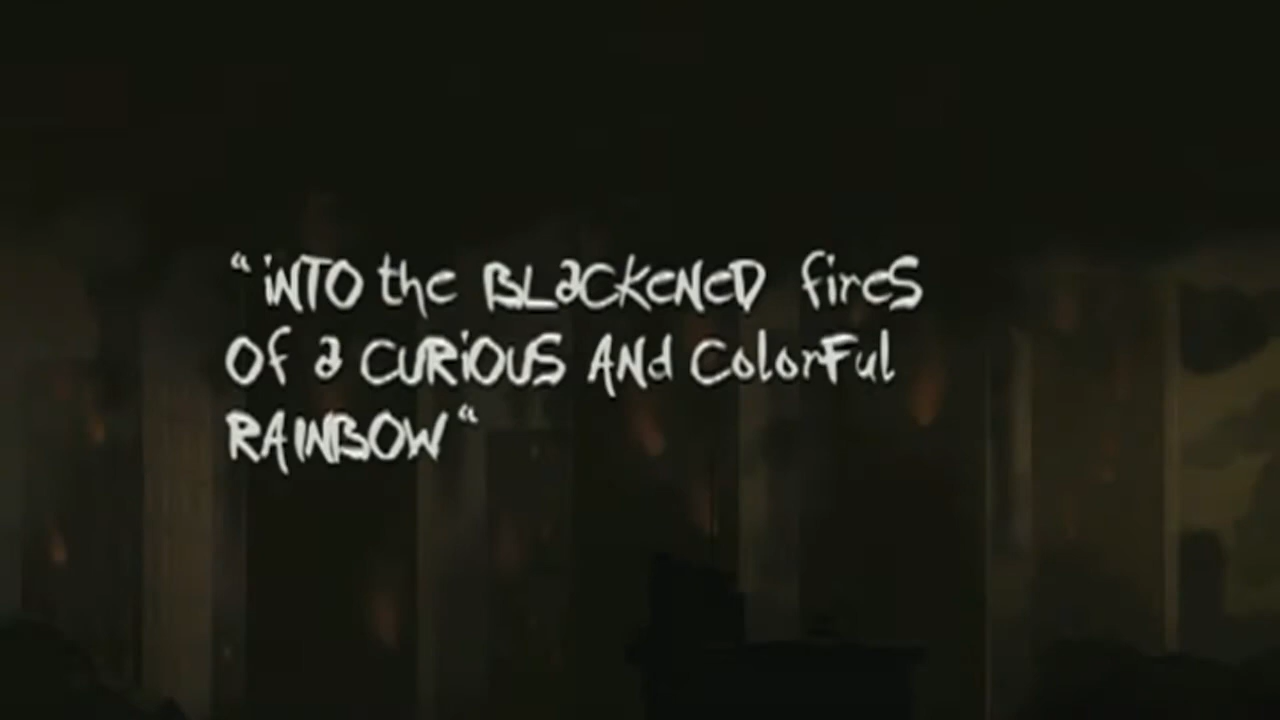 “iNTO the BLaCKeNeD fireS
Of a CURiOUS ANd ColorFul
RAINBOW“